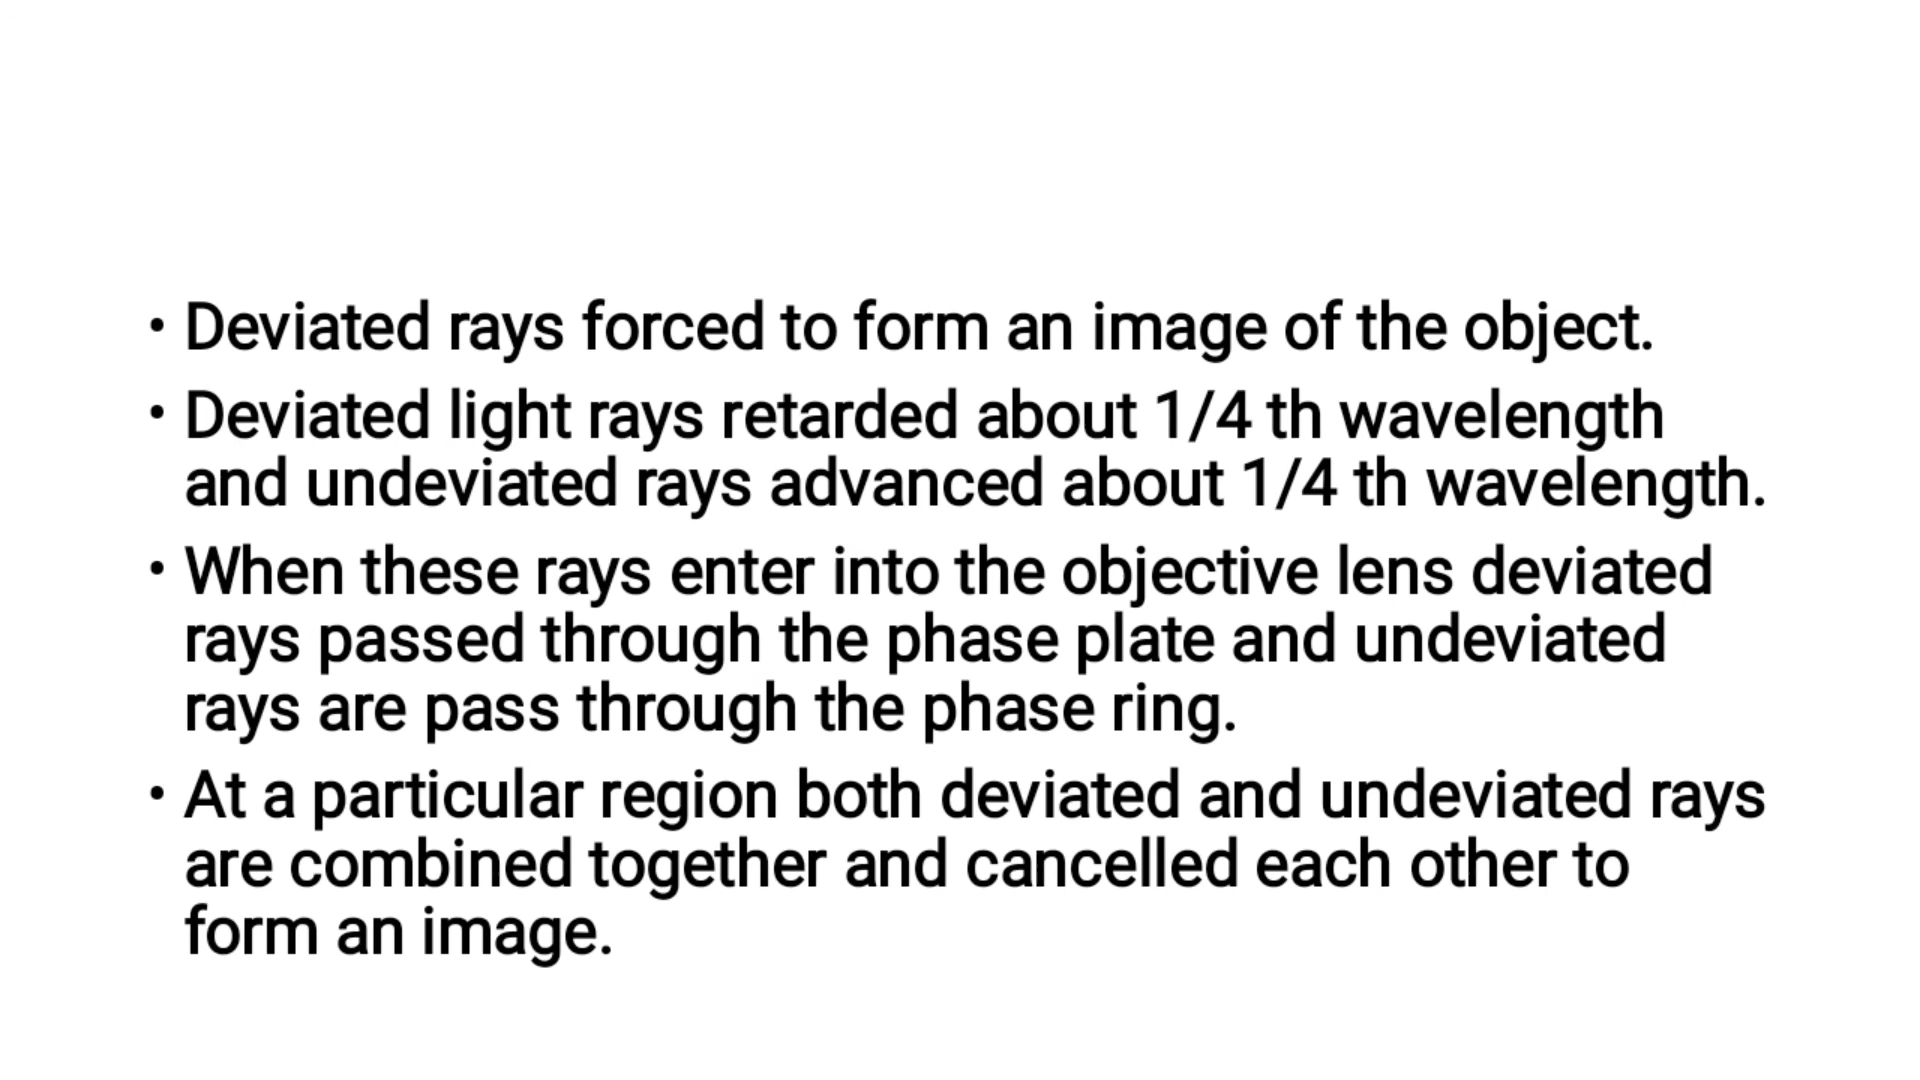 • Deviated rays forced to form an image of the object.
• Deviated light rays retarded about 1/4 th wavelength
and undeviated rays advanced about 1/4 th wavelength.
• When these rays enter into the objective lens deviated
rays passed through the phase plate and undeviated
rays are pass through the phase ring.
• At a particular region both deviated and undeviated rays
are combined together and cancelled each other to
form an image.